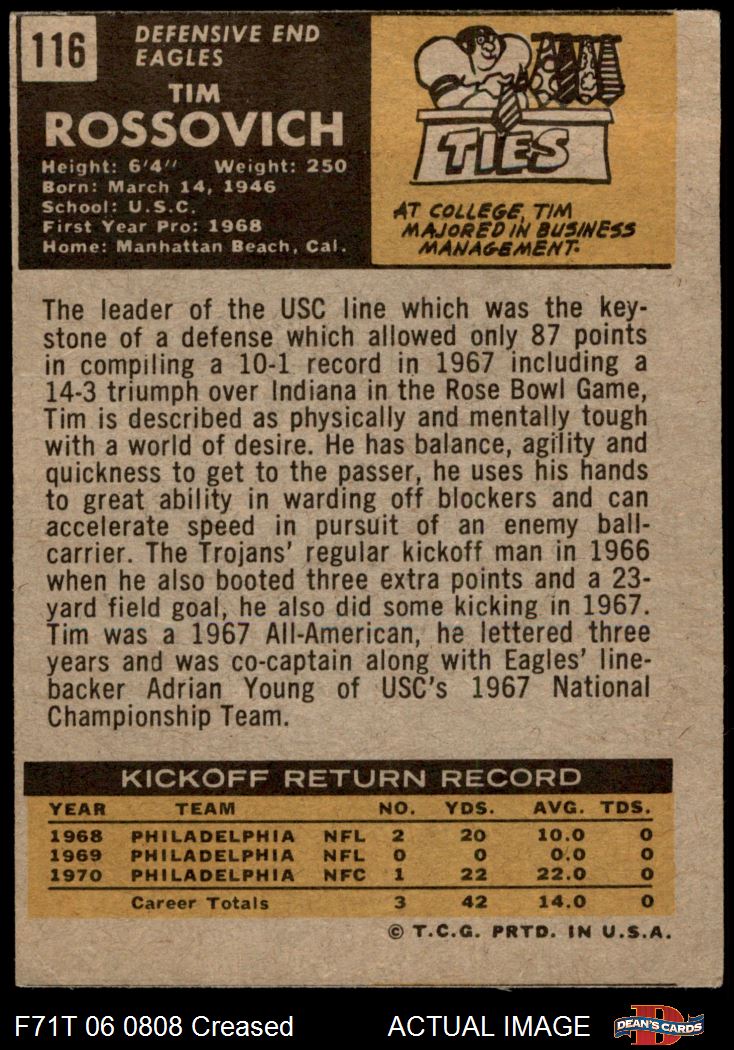 116
DEFENSIVE END
EAGLES
TIM
ROSSOVICH
Height: 6'4" Weight: 250
Born: March 14, 1946
School: U.S.C.
First Year Pro: 1968
Home: Manhattan Beach, Cal.
TIES
AT COLLEGE, TIM
MAJORED IN BUSINESS
MANAGEMENT.
The leader of the USC line which was the key-
stone of a defense which allowed only 87 points
in compiling a 10-1 record in 1967 including a
14-3 triumph over Indiana in the Rose Bowl Game,
Tim is described as physically and mentally tough
with a world of desire. He has balance, agility and
quickness to get to the passer, he uses his hands
to great ability in warding off blockers and can
accelerate speed in pursuit of an enemy ball-
carrier. The Trojans' regular kickoff man in 1966
when he also booted three extra points and a 23-
yard field goal, he also did some kicking in 1967.
Tim was a 1967 All-American, he lettered three
years and was co-captain along with Eagles' line-
backer Adrian Young of USC's 1967 National
Championship Team.
KICKOFF RETURN RECORD
YEAR TEAM NO. YDS. AVG. TDS.
1968 PHILADELPHIA NFL 2 20 10.0 0
1969 PHILADELPHIA NFL 0 0 0.0 0
1970 PHILADELPHIA NFC 1 22 22.0 0
Career Totals 3 42 14.0 0
© T.C.G. PRTD. IN U.S.A.
F71T 06 0808 Creased ACTUAL IMAGE
D
DEAN'S CARDS